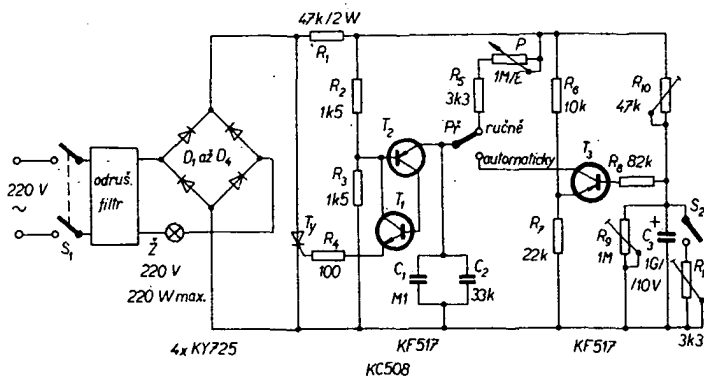 47k/2 W
R₁
P
1M/E
R₅
3k3
R₂
1k5
R₆
10k
R₁₀
47k
T₂
Př
ručně
automaticky
T₃
R₈ 82k
D₁ až D₄
220 V
~
S₁
odruš.
filtr
Ž
220 V
220 W max.
R₃
1k5
T₁
Ty
R₄
100
C₁
M1
C₂
33k
R₇
22k
R₉
1M
C₃
+
1G/
/10V
S₂
3k3
4x KY725
KF517
KF517
KC508